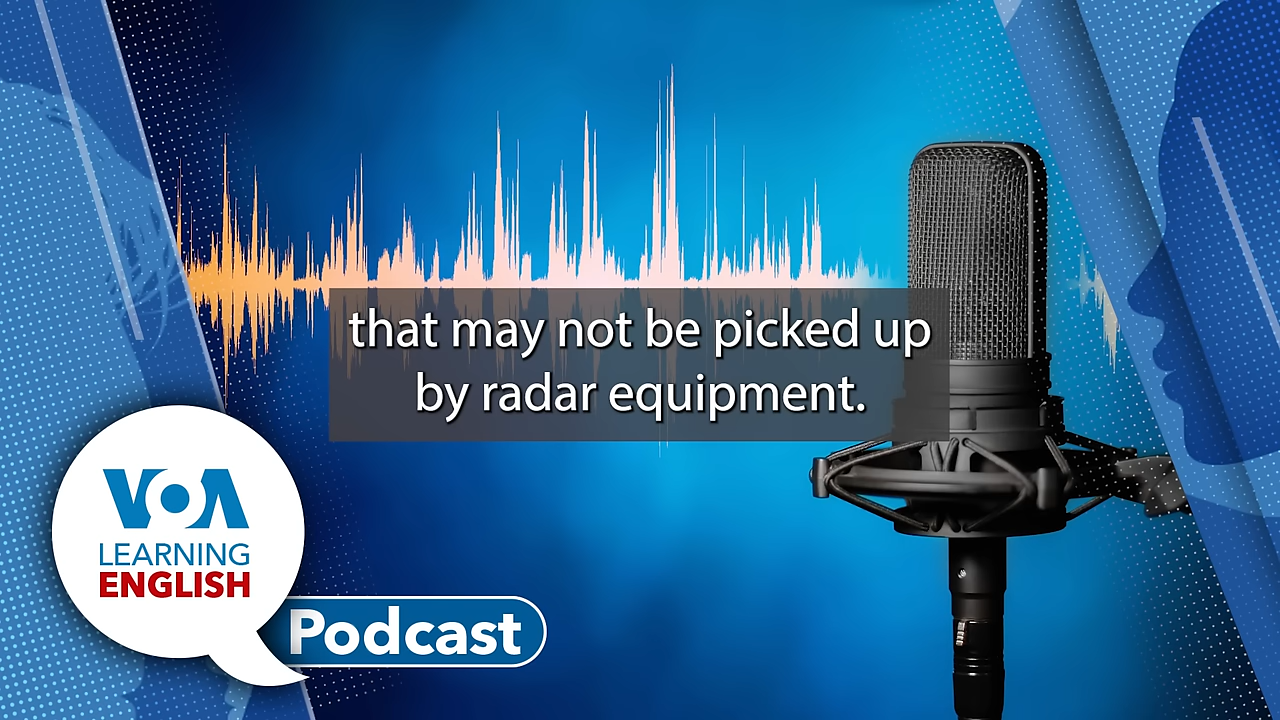 that may not be picked up
by radar equipment.
VOA
LEARNING
ENGLISH
Podcast